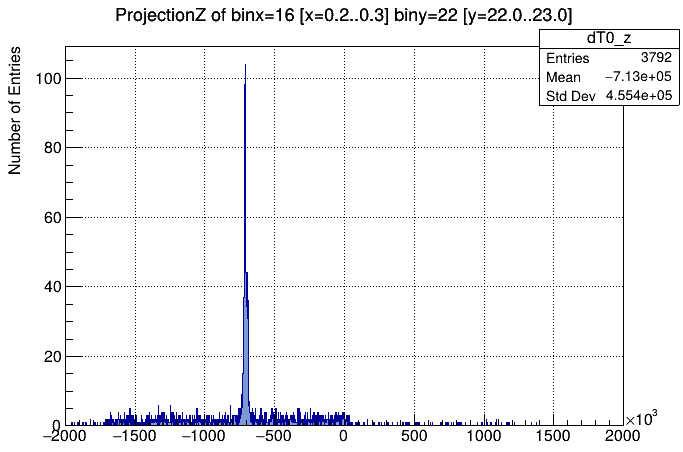 ProjectionZ of binx=16 [x=0.2..0.3] biny=22 [y=22.0..23.0]
dT0_z
Entries 3792
Mean −7.13e+05
Std Dev 4.554e+05
Number of Entries
100
80
60
40
20
0
−2000 −1500 −1000 −500 0 500 1000 1500 2000
×10³